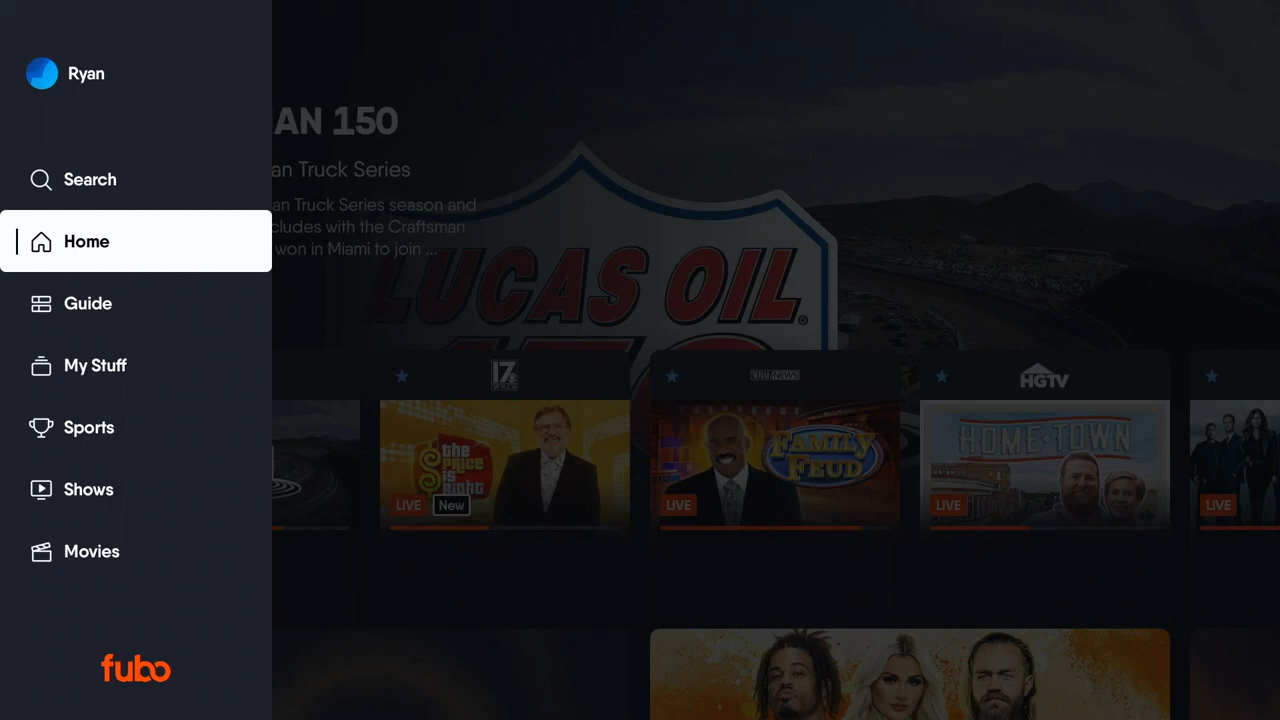 Ryan
Search
Home
Guide
My Stuff
Sports
Shows
Movies
fubo
AN 150
an Truck Series
an Truck Series season and
cludes with the Craftsman
won in Miami to join ...
LUCAS OIL®
17
the
PRICE
is
RIGHT
LIVE
New
NEWS
FAMILY
FEUD
LIVE
HGTV
HOME TOWN
LIVE
LIVE